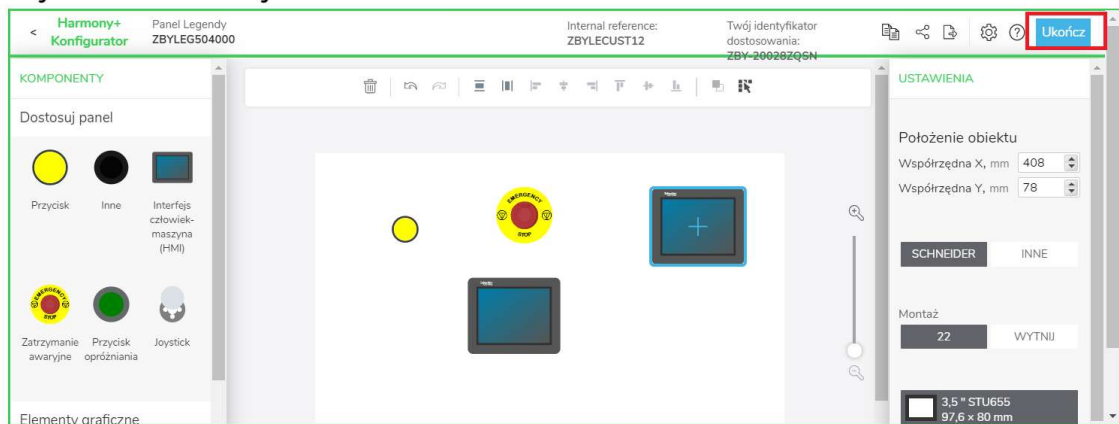 < Harmony+
Konfigurator
Panel Legendy
ZBYLEG504000
Internal reference:
ZBYLECUST12
Twój identyfikator
dostosowania:
ZBY-20028ZQSN
Ukończ
KOMPONENTY
Dostosuj panel
Przycisk
Inne
Interfejs
człowiek-
maszyna
(HMI)
EMERGENCY
STOP
Zatrzymanie
awaryjne
Przycisk
opróżniania
Joystick
Elementy graficzne
EMERGENCY
STOP
USTAWIENIA
Położenie obiektu
Współrzędna X, mm 408
Współrzędna Y, mm 78
SCHNEIDER INNE
Montaż
22 WYTNIJ
3,5 " STU655
97,6 × 80 mm